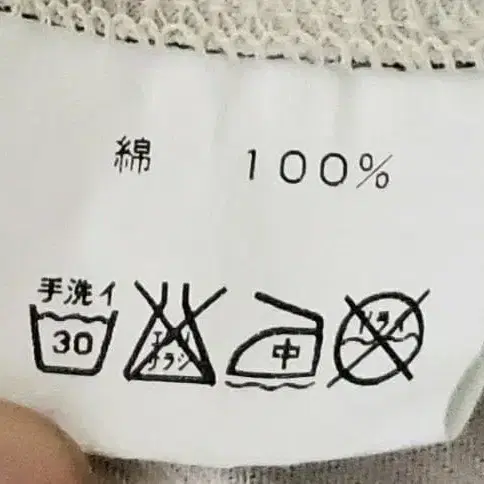 綿 100%
手洗イ
30 エンソサラシ 中 ドライ